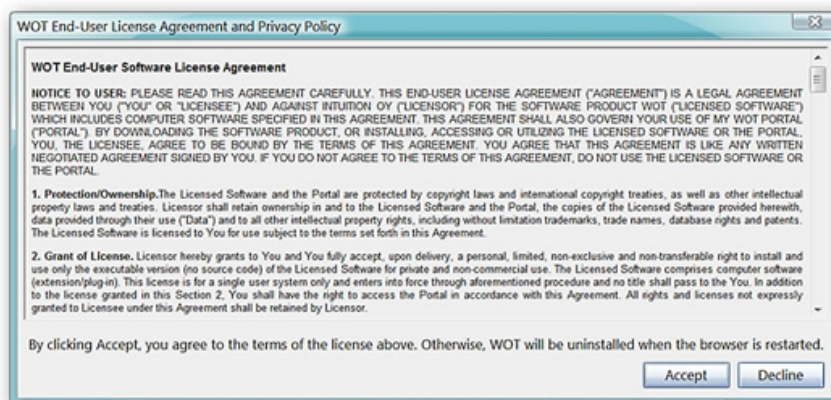 WOT End-User License Agreement and Privacy Policy
WOT End-User Software License Agreement
NOTICE TO USER: PLEASE READ THIS AGREEMENT CAREFULLY. THIS END-USER LICENSE AGREEMENT ("AGREEMENT") IS A LEGAL AGREEMENT
BETWEEN YOU ("YOU" OR "LICENSEE") AND AGAINST INTUITION OY ("LICENSOR") FOR THE SOFTWARE PRODUCT WOT ("LICENSED SOFTWARE")
WHICH INCLUDES COMPUTER SOFTWARE SPECIFIED IN THIS AGREEMENT. THIS AGREEMENT SHALL ALSO GOVERN YOUR USE OF MY WOT PORTAL
("PORTAL"). BY DOWNLOADING THE SOFTWARE PRODUCT, OR INSTALLING, ACCESSING OR UTILIZING THE LICENSED SOFTWARE OR THE PORTAL,
YOU, THE LICENSEE, AGREE TO BE BOUND BY THE TERMS OF THIS AGREEMENT. YOU AGREE THAT THIS AGREEMENT IS LIKE ANY WRITTEN
NEGOTIATED AGREEMENT SIGNED BY YOU. IF YOU DO NOT AGREE TO THE TERMS OF THIS AGREEMENT, DO NOT USE THE LICENSED SOFTWARE OR
THE PORTAL.
1. Protection/Ownership.The Licensed Software and the Portal are protected by copyright laws and international copyright treaties, as well as other intellectual
property laws and treaties. Licensor shall retain ownership in and to the Licensed Software and the Portal, the copies of the Licensed Software provided herewith,
data provided through their use ("Data") and to all other intellectual property rights, including without limitation trademarks, trade names, database rights and patents.
The Licensed Software is licensed to You for use subject to the terms set forth in this Agreement.
2. Grant of License. Licensor hereby grants to You and You fully accept, upon delivery, a personal, limited, non-exclusive and non-transferable right to install and
use only the executable version (no source code) of the Licensed Software for private and non-commercial use. The Licensed Software comprises computer software
(extension/plug-in). This license is for a single user system only and enters into force through aforementioned procedure and no title shall pass to the You. In addition
to the license granted in this Section 2, You shall have the right to access the Portal in accordance with this Agreement. All rights and licenses not expressly
granted to Licensee under this Agreement shall be retained by Licensor.
By clicking Accept, you agree to the terms of the license above. Otherwise, WOT will be uninstalled when the browser is restarted.
Accept Decline